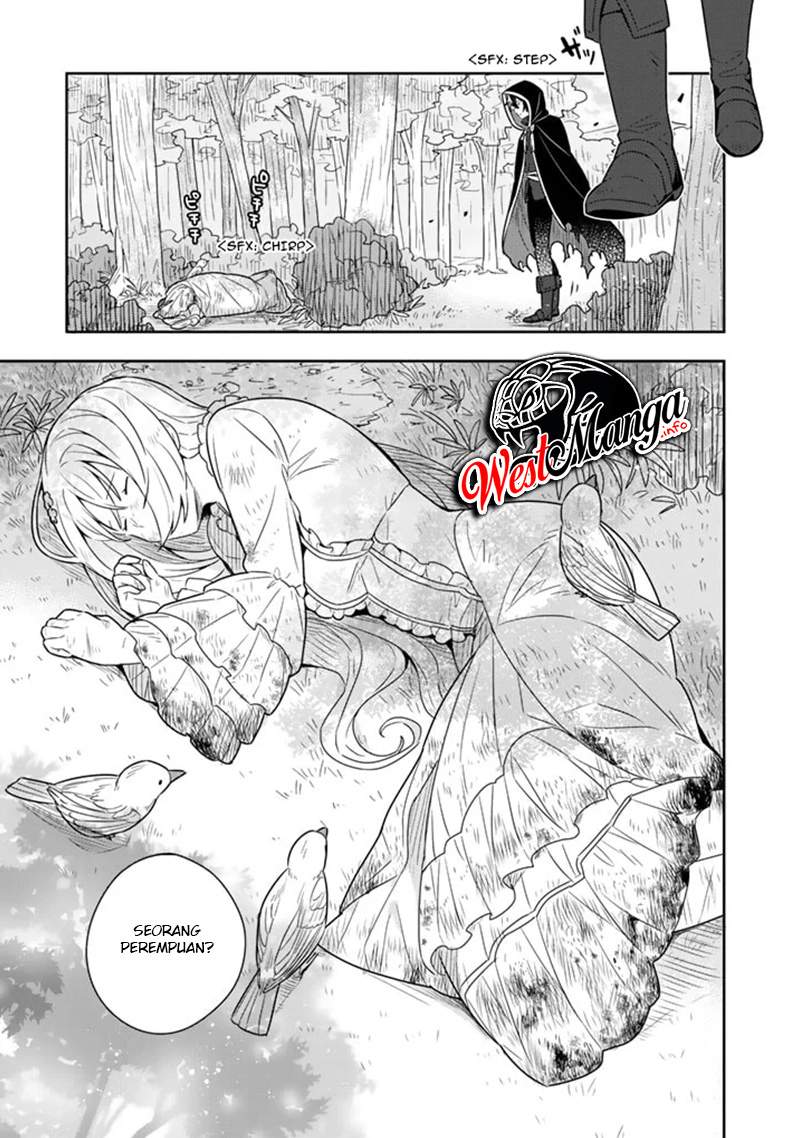 <SFX: STEP>
ザッ
ピチチ
ピチチ
<SFX: CHIRP>
WestManga
.info
SEORANG
PEREMPUAN?